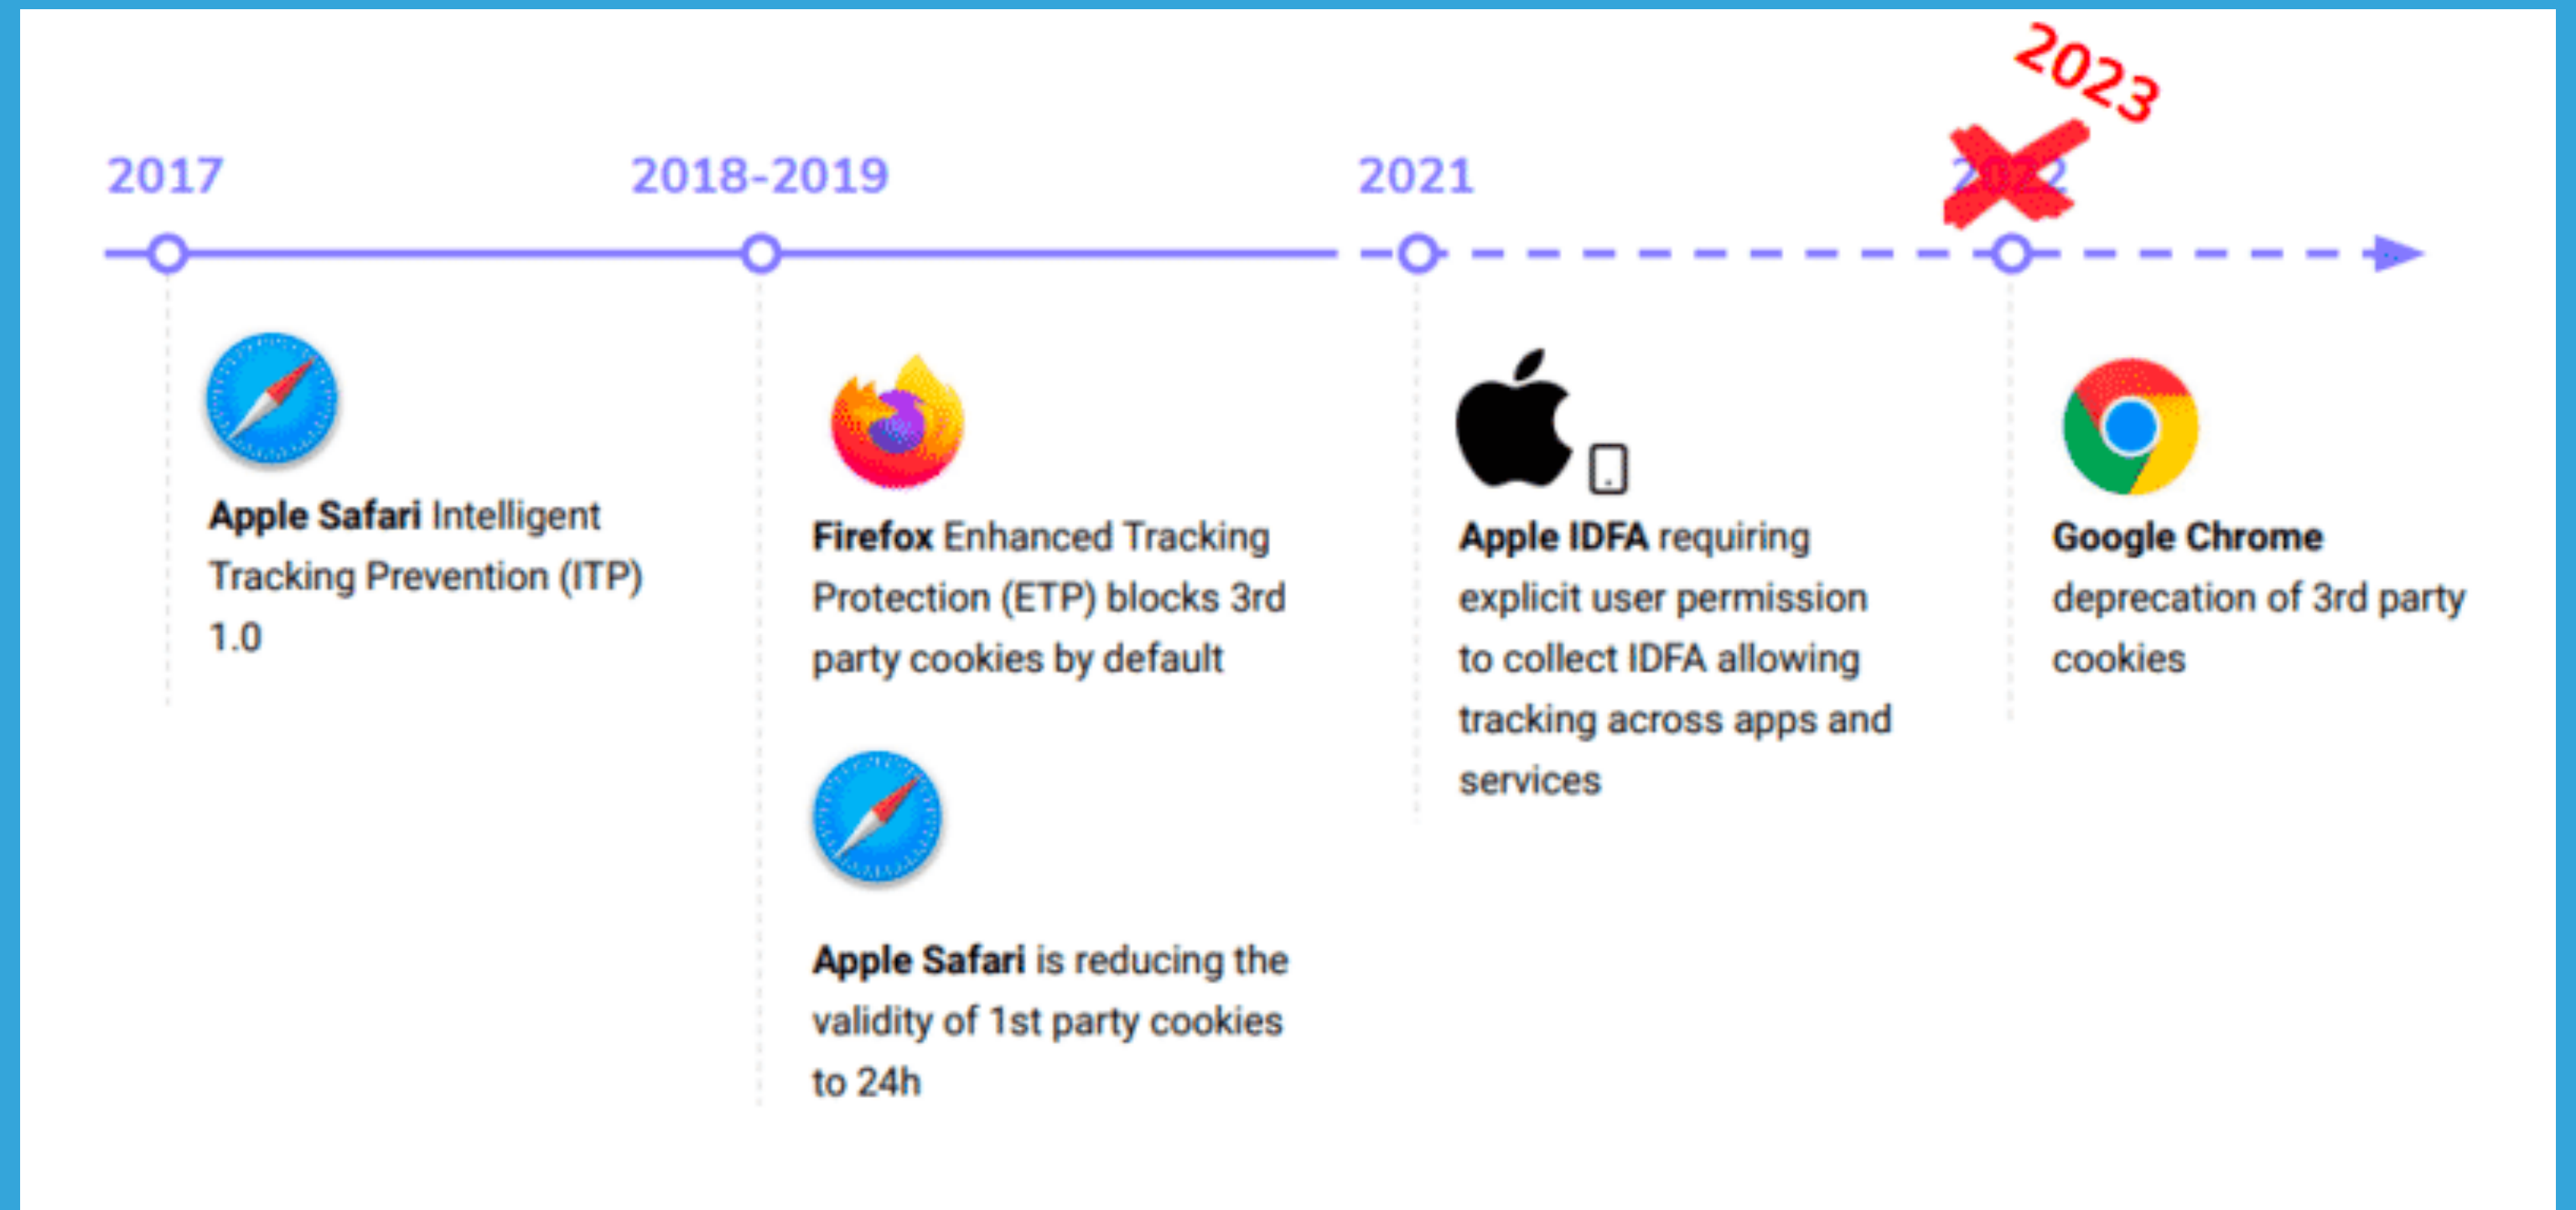 2023
2017
2018-2019
2021
2022
Apple Safari Intelligent
Tracking Prevention (ITP)
1.0
Firefox Enhanced Tracking
Protection (ETP) blocks 3rd
party cookies by default
Apple Safari is reducing the
validity of 1st party cookies
to 24h
Apple IDFA requiring
explicit user permission
to collect IDFA allowing
tracking across apps and
services
Google Chrome
deprecation of 3rd party
cookies